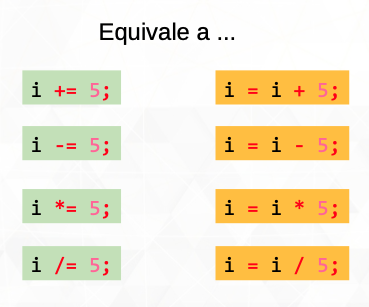 Equivale a ...
i += 5; i = i + 5;
i -= 5; i = i - 5;
i *= 5; i = i * 5;
i /= 5; i = i / 5;